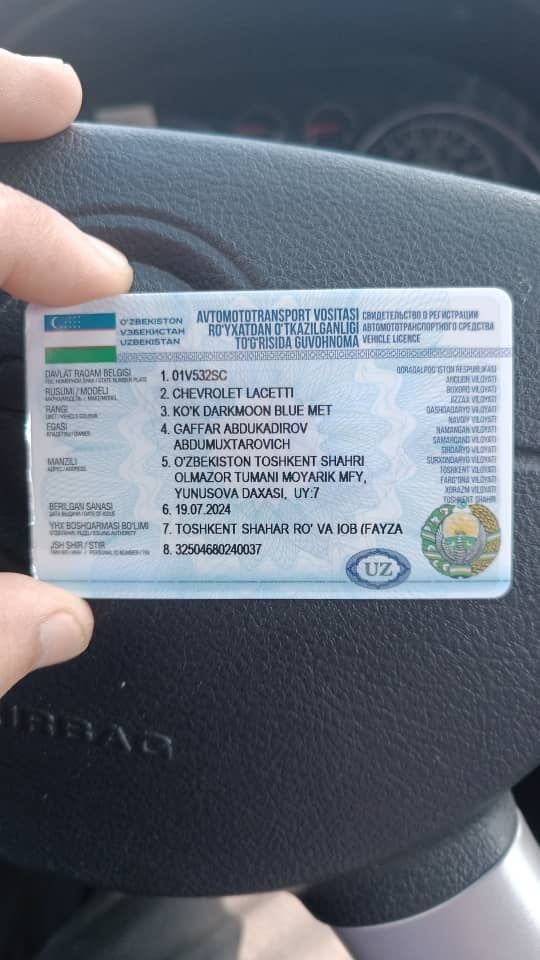 O'ZBEKISTON
ЎЗБЕКИСТАН
UZBEKISTAN
AVTOMOTOTRANSPORT VOSITASI
RO'YXATDAN O'TKAZILGANLIGI
TO'G'RISIDA GUVOHNOMA
СВИДЕТЕЛЬСТВО О РЕГИСТРАЦИИ
АВТОМОТОТРАНСПОРТНОГО СРЕДСТВА
VEHICLE LICENCE
DAVLAT RAQAM BELGISI
1. 01V532SC
RUSUMI / MODELI
2. CHEVROLET LACETTI
RANGI
3. KO'K DARKMOON BLUE MET
EGASI
4. GAFFAR ABDUKADIROV
ABDUMUXTAROVICH
MANZILI
5. O'ZBEKISTON TOSHKENT SHAHRI
OLMAZOR TUMANI MOYARIK MFY,
YUNUSOVA DAXASI, UY:7
BERILGAN SANASI
6. 19.07.2024
YHX BOSHQARMASI BO'LIMI
7. TOSHKENT SHAHAR RO' VA IOB (FAYZA
JSH SHIR / STIR
8. 32504680240037
QORAQALPOG'ISTON RESPUBLIKASI
ANDIJON VILOYATI
BUXORO VILOYATI
JIZZAX VILOYATI
QASHQADARYO VILOYATI
NAVOIY VILOYATI
NAMANGAN VILOYATI
SAMARQAND VILOYATI
SIRDARYO VILOYATI
SURXONDARYO VILOYATI
TOSHKENT VILOYATI
FARG'ONA VILOYATI
XORAZM VILOYATI
TOSHKENT SHAHRI
UZ
AIRBAG